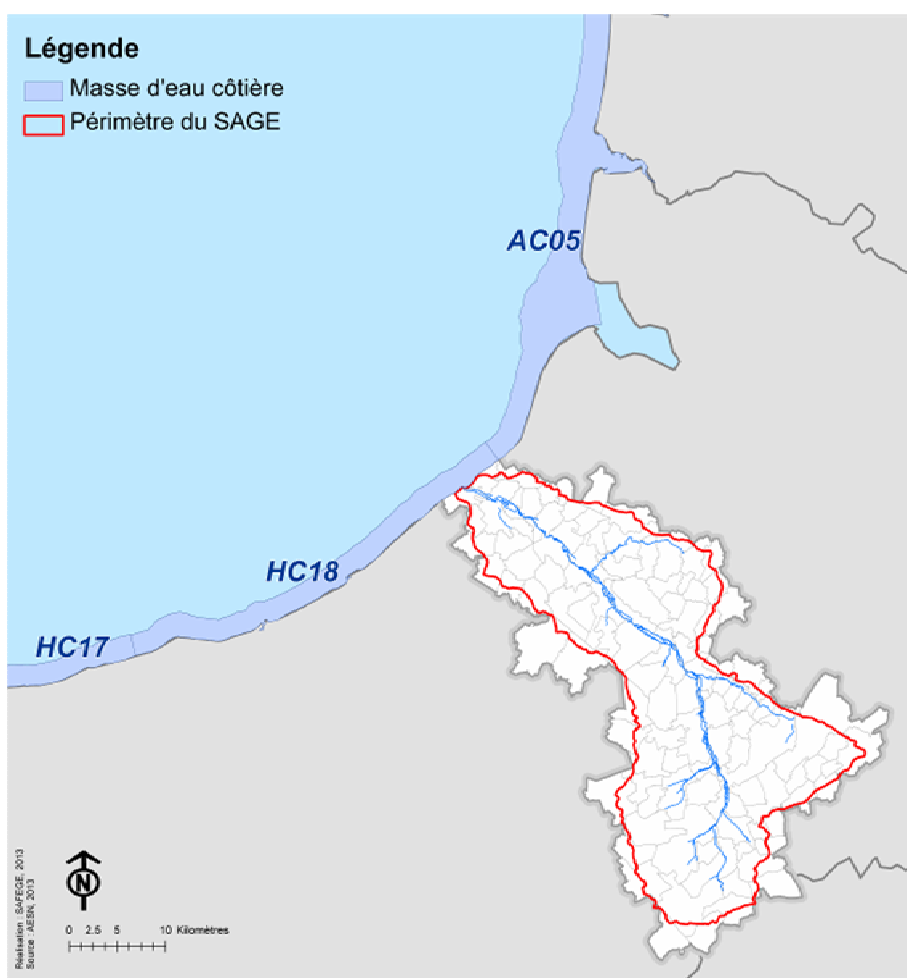 Légende
Masse d'eau côtière
Périmètre du SAGE
AC05
HC18
HC17
Réalisation : SAFEGE, 2013
Source : AESN, 2013
N
0 2.5 5 10 Kilomètres